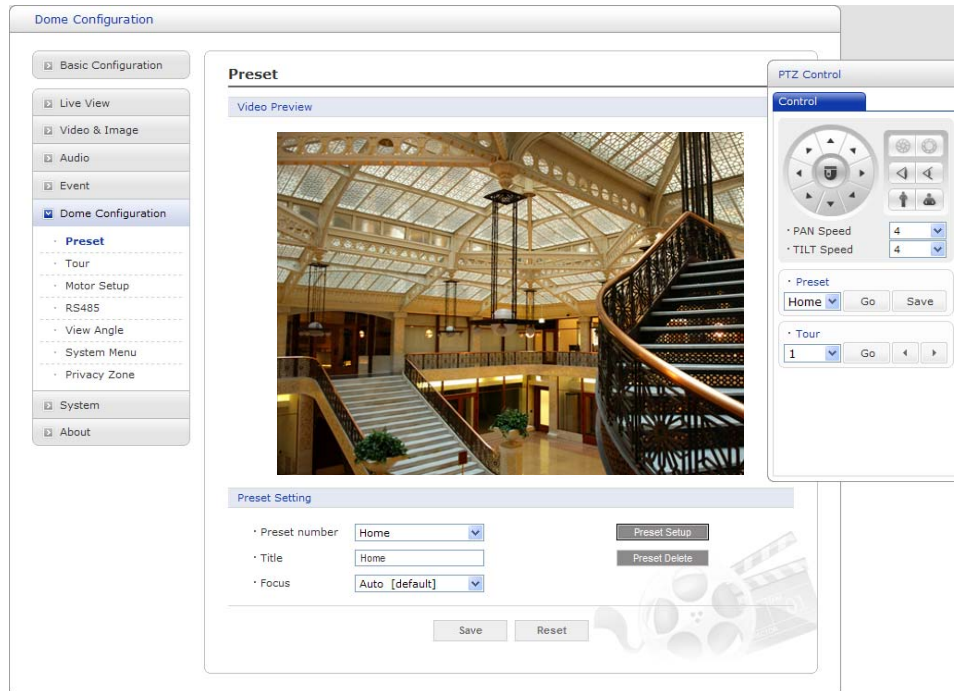 Dome Configuration
Basic Configuration
Live View
Video & Image
Audio
Event
Dome Configuration
Preset
Tour
Motor Setup
RS485
View Angle
System Menu
Privacy Zone
System
About
Preset
Video Preview
Preset Setting
· Preset number Home Preset Setup
· Title Home Preset Delete
· Focus Auto [default]
Save Reset
PTZ Control
Control
· PAN Speed 4
· TILT Speed 4
· Preset
Home Go Save
· Tour
1 Go